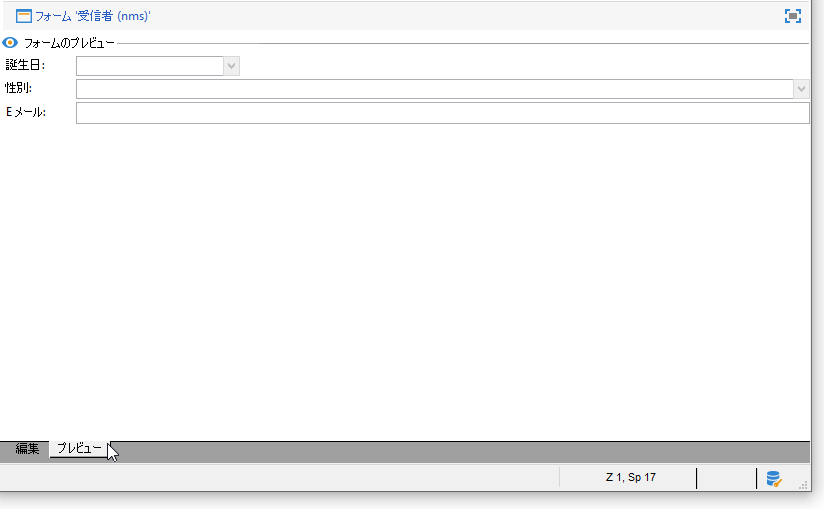 フォーム '受信者 (nms)'
フォームのプレビュー
誕生日:
性別:
Eメール:
編集 プレビュー
Z 1, Sp 17